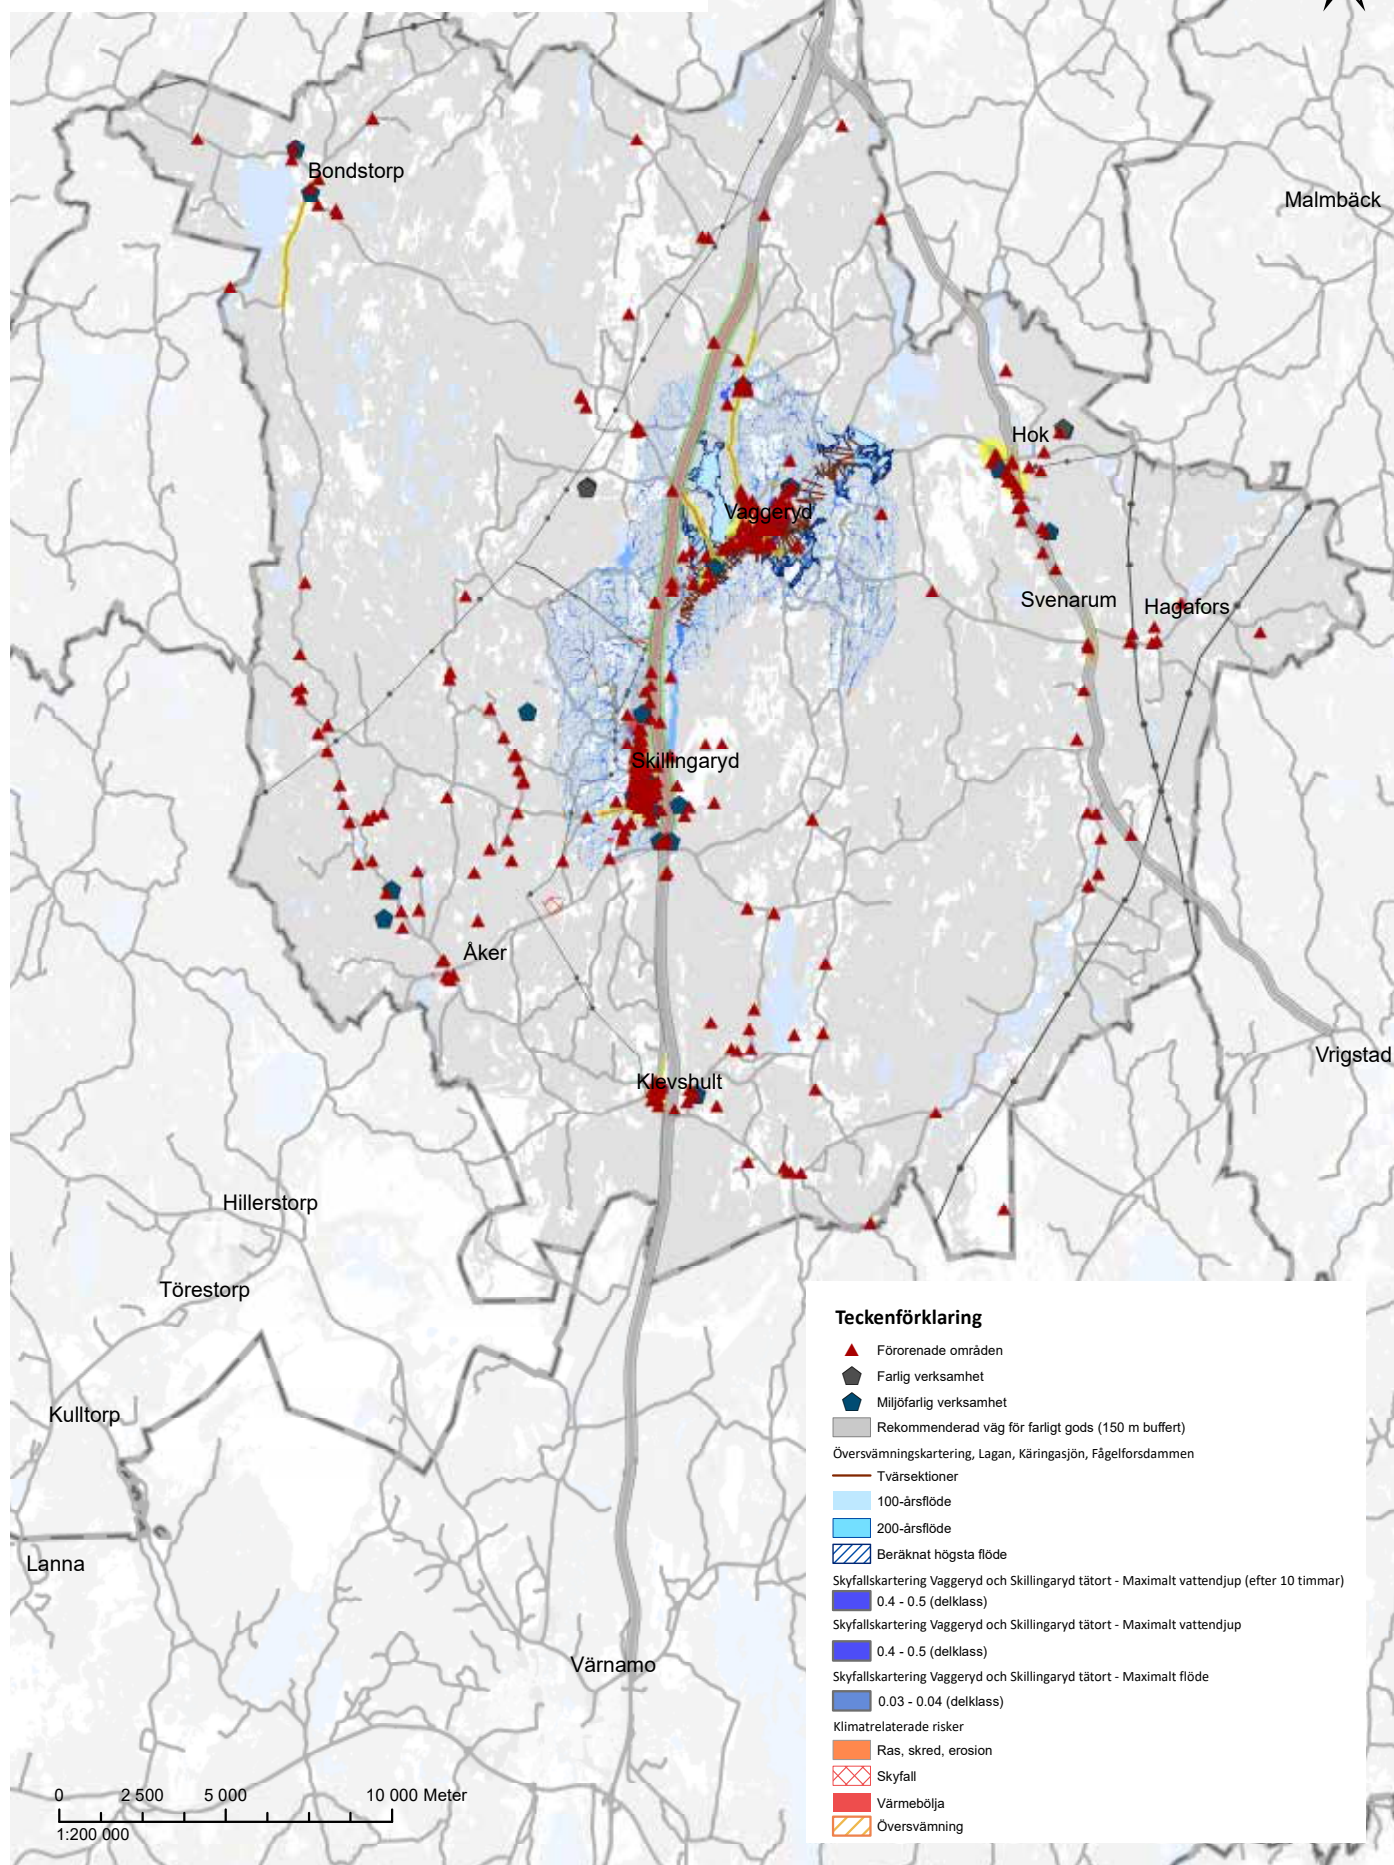 Bondstorp
Malmbäck
Hok
Vaggeryd
Svenarum
Hagafors
Skillingaryd
Åker
Vrigstad
Klevshult
Hillerstorp
Törestorp
Kulltorp
Lanna
Värnamo
0 2 500 5 000 10 000 Meter
1:200 000
Teckenförklaring
Förorenade områden
Farlig verksamhet
Miljöfarlig verksamhet
Rekommenderad väg för farligt gods (150 m buffert)
Översvämningskartering, Lagan, Käringasjön, Fågelforsdammen
Tvärsektioner
100-årsflöde
200-årsflöde
Beräknat högsta flöde
Skyfallskartering Vaggeryd och Skillingaryd tätort - Maximalt vattendjup (efter 10 timmar)
0.4 - 0.5 (delklass)
Skyfallskartering Vaggeryd och Skillingaryd tätort - Maximalt vattendjup
0.4 - 0.5 (delklass)
Skyfallskartering Vaggeryd och Skillingaryd tätort - Maximalt flöde
0.03 - 0.04 (delklass)
Klimatrelaterade risker
Ras, skred, erosion
Skyfall
Värmebölja
Översvämning